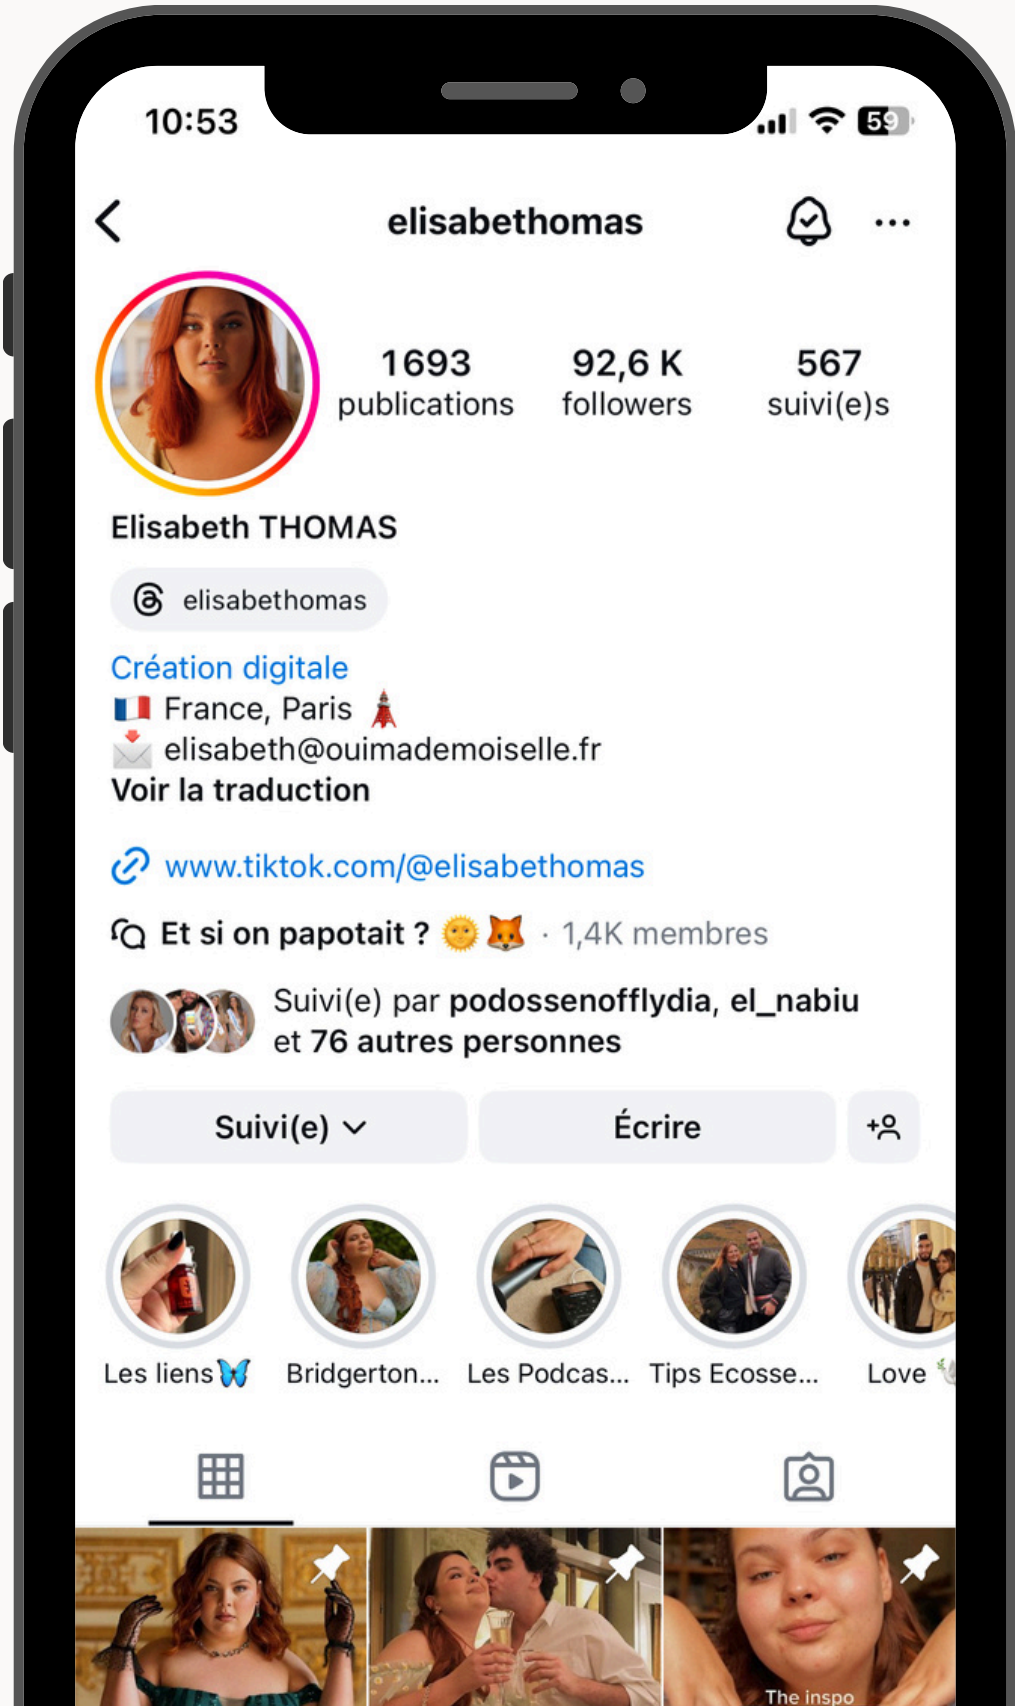 10:53
59
elisabethomas
1693
publications
92,6 K
followers
567
suivi(e)s
Elisabeth THOMAS
elisabethomas
Création digitale
🇫🇷 France, Paris 🗼
📩 elisabeth@ouimademoiselle.fr
Voir la traduction
www.tiktok.com/@elisabethomas
Et si on papotait ? 🌞🦊 · 1,4K membres
Suivi(e) par podossenofflydia, el_nabiu
et 76 autres personnes
Suivi(e)
Écrire
Les liens🦋
Bridgerton...
Les Podcas...
Tips Ecosse...
Love 🕊️
The inspo